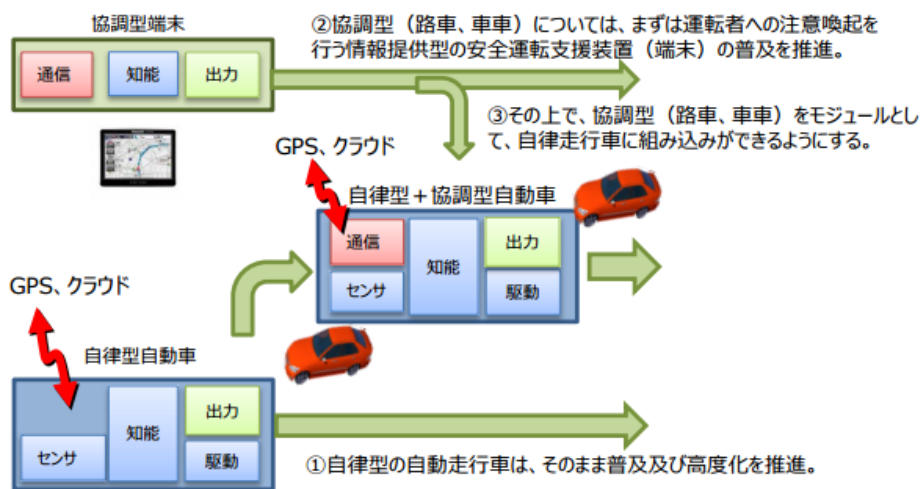 協調型端末
通信
知能
出力
②協調型（路車、車車）については、まずは運転者への注意喚起を
行う情報提供型の安全運転支援装置（端末）の普及を推進。
③その上で、協調型（路車、車車）をモジュールとし
て、自律走行車に組み込みができるようにする。
GPS、クラウド
自律型＋協調型自動車
通信
知能
出力
センサ
駆動
GPS、クラウド
自律型自動車
知能
出力
センサ
駆動
①自律型の自動走行車は、そのまま普及及び高度化を推進。